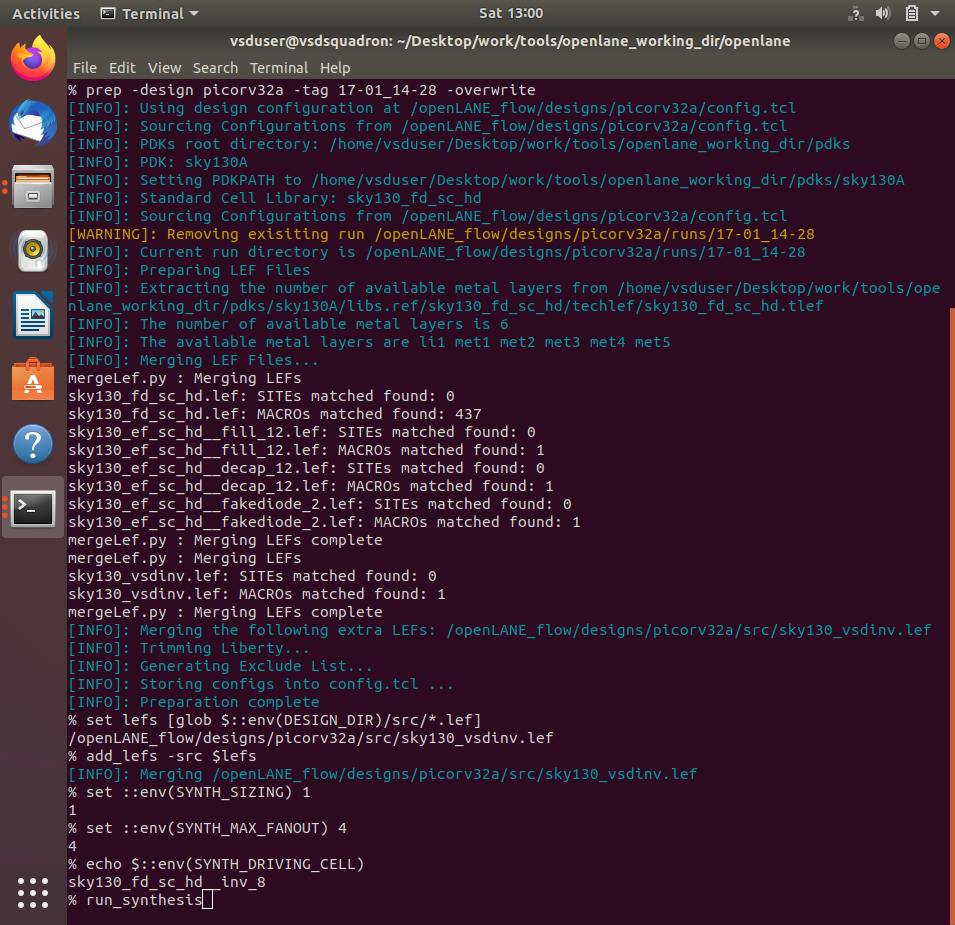 Activities Terminal Sat 13:00
vsduser@vsdsquadron: ~/Desktop/work/tools/openlane_working_dir/openlane
File Edit View Search Terminal Help
% prep -design picorv32a -tag 17-01_14-28 -overwrite
[INFO]: Using design configuration at /openLANE_flow/designs/picorv32a/config.tcl
[INFO]: Sourcing Configurations from /openLANE_flow/designs/picorv32a/config.tcl
[INFO]: PDKs root directory: /home/vsduser/Desktop/work/tools/openlane_working_dir/pdks
[INFO]: PDK: sky130A
[INFO]: Setting PDKPATH to /home/vsduser/Desktop/work/tools/openlane_working_dir/pdks/sky130A
[INFO]: Standard Cell Library: sky130_fd_sc_hd
[INFO]: Sourcing Configurations from /openLANE_flow/designs/picorv32a/config.tcl
[WARNING]: Removing exisiting run /openLANE_flow/designs/picorv32a/runs/17-01_14-28
[INFO]: Current run directory is /openLANE_flow/designs/picorv32a/runs/17-01_14-28
[INFO]: Preparing LEF Files
[INFO]: Extracting the number of available metal layers from /home/vsduser/Desktop/work/tools/ope
nlane_working_dir/pdks/sky130A/libs.ref/sky130_fd_sc_hd/techlef/sky130_fd_sc_hd.tlef
[INFO]: The number of available metal layers is 6
[INFO]: The available metal layers are li1 met1 met2 met3 met4 met5
[INFO]: Merging LEF Files...
mergeLef.py : Merging LEFs
sky130_fd_sc_hd.lef: SITEs matched found: 0
sky130_fd_sc_hd.lef: MACROs matched found: 437
sky130_ef_sc_hd__fill_12.lef: SITEs matched found: 0
sky130_ef_sc_hd__fill_12.lef: MACROs matched found: 1
sky130_ef_sc_hd__decap_12.lef: SITEs matched found: 0
sky130_ef_sc_hd__decap_12.lef: MACROs matched found: 1
sky130_ef_sc_hd__fakediode_2.lef: SITEs matched found: 0
sky130_ef_sc_hd__fakediode_2.lef: MACROs matched found: 1
mergeLef.py : Merging LEFs complete
mergeLef.py : Merging LEFs
sky130_vsdinv.lef: SITEs matched found: 0
sky130_vsdinv.lef: MACROs matched found: 1
mergeLef.py : Merging LEFs complete
[INFO]: Merging the following extra LEFs: /openLANE_flow/designs/picorv32a/src/sky130_vsdinv.lef
[INFO]: Trimming Liberty...
[INFO]: Generating Exclude List...
[INFO]: Storing configs into config.tcl ...
[INFO]: Preparation complete
% set lefs [glob $::env(DESIGN_DIR)/src/*.lef]
/openLANE_flow/designs/picorv32a/src/sky130_vsdinv.lef
% add_lefs -src $lefs
[INFO]: Merging /openLANE_flow/designs/picorv32a/src/sky130_vsdinv.lef
% set ::env(SYNTH_SIZING) 1
1
% set ::env(SYNTH_MAX_FANOUT) 4
4
% echo $::env(SYNTH_DRIVING_CELL)
sky130_fd_sc_hd__inv_8
% run_synthesis